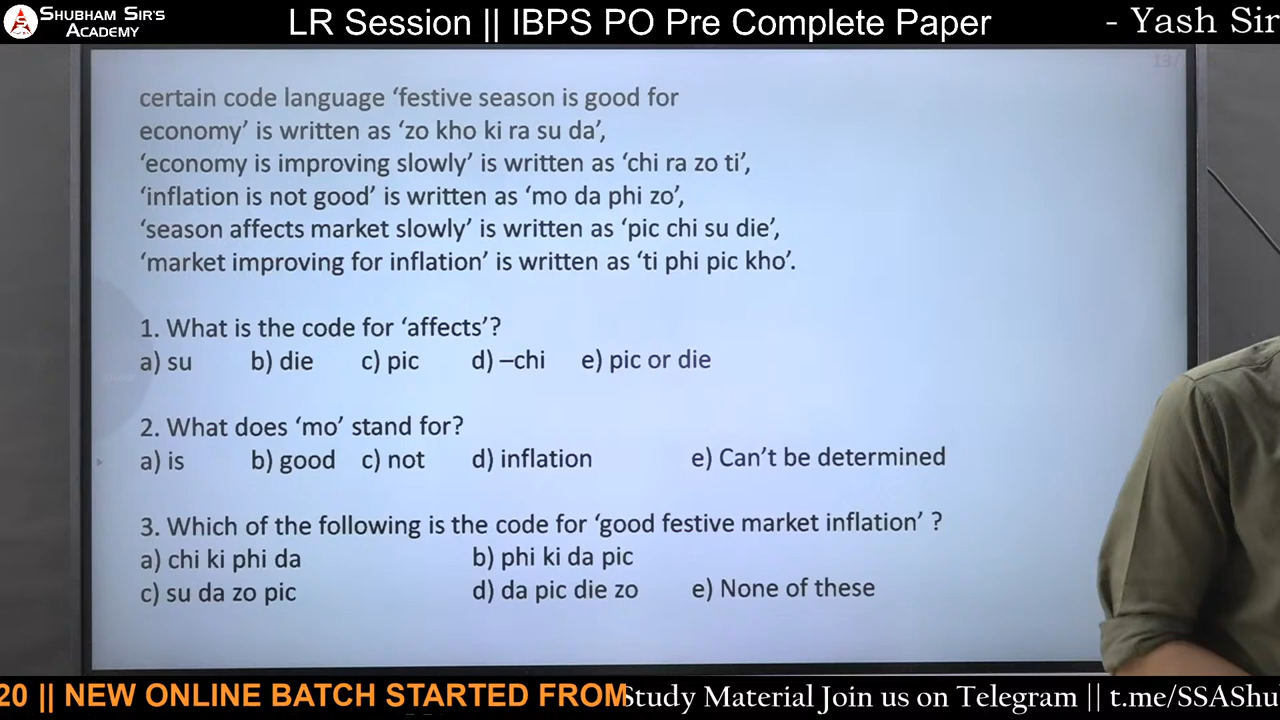 SHUBHAM SIR'S
ACADEMY
LR Session || IBPS PO Pre Complete Paper
- Yash Sir
certain code language ‘festive season is good for
economy’ is written as ‘zo kho ki ra su da’,
‘economy is improving slowly’ is written as ‘chi ra zo ti’,
‘inflation is not good’ is written as ‘mo da phi zo’,
‘season affects market slowly’ is written as ‘pic chi su die’,
‘market improving for inflation’ is written as ‘ti phi pic kho’.
1. What is the code for ‘affects’?
a) su b) die c) pic d) –chi e) pic or die
2. What does ‘mo’ stand for?
a) is b) good c) not d) inflation e) Can’t be determined
3. Which of the following is the code for ‘good festive market inflation’ ?
a) chi ki phi da b) phi ki da pic
c) su da zo pic d) da pic die zo e) None of these
20 || NEW ONLINE BATCH STARTED FROM
Study Material Join us on Telegram || t.me/SSAShu